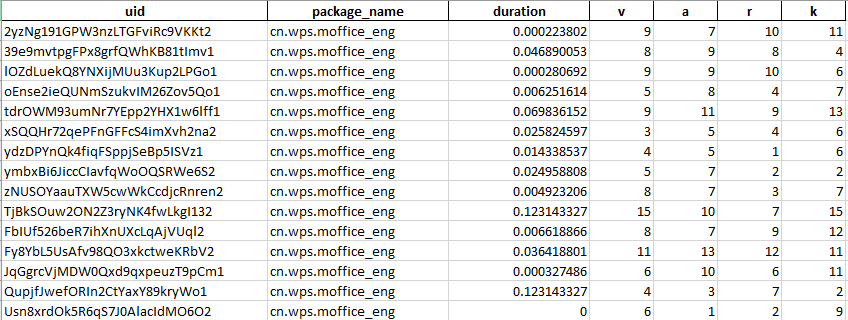 uid package_name duration v a r k
2yzNg191GPW3nzLTGFviRc9VKKt2 cn.wps.moffice_eng 0.000223802 9 7 10 11
39e9mvtpgFPx8grfQWhKB81tImv1 cn.wps.moffice_eng 0.046890053 8 9 8 4
lOZdLuekQ8YNXijMUu3Kup2LPGo1 cn.wps.moffice_eng 0.000280692 9 9 10 6
oEnse2ieQUNmSzukvIM26Zov5Qo1 cn.wps.moffice_eng 0.006251614 5 8 4 7
tdrOWM93umNr7YEpp2YHX1w6lff1 cn.wps.moffice_eng 0.069836152 9 11 9 13
xSQQHr72qePFnGFFcS4imXvh2na2 cn.wps.moffice_eng 0.025824597 3 5 4 6
ydzDPYnQk4fiqFSppjSeBp5ISVz1 cn.wps.moffice_eng 0.014338537 4 5 1 6
ymbxBi6JiccCIavfqWoOQSRWe6S2 cn.wps.moffice_eng 0.024958808 5 7 2 2
zNUSOYaauTXW5cwWkCcdjcRnren2 cn.wps.moffice_eng 0.004923206 8 7 3 7
TjBkSOuw2ON2Z3ryNK4fwLkgI132 cn.wps.moffice_eng 0.123143327 15 10 7 15
FbIUf526beR7ihXnUXcLqAjVUql2 cn.wps.moffice_eng 0.006618866 8 7 9 12
Fy8YbL5UsAfv98QO3xkctweKRbV2 cn.wps.moffice_eng 0.036418801 11 13 12 11
JqGgrcVjMDW0Qxd9qxpeuzT9pCm1 cn.wps.moffice_eng 0.000327486 6 10 6 11
QupjfJwefORIn2CtYaxY89kryWo1 cn.wps.moffice_eng 0.123143327 4 3 7 2
Usn8xrdOk5R6qS7J0AlacIdMO6O2 cn.wps.moffice_eng 0 6 1 2 9